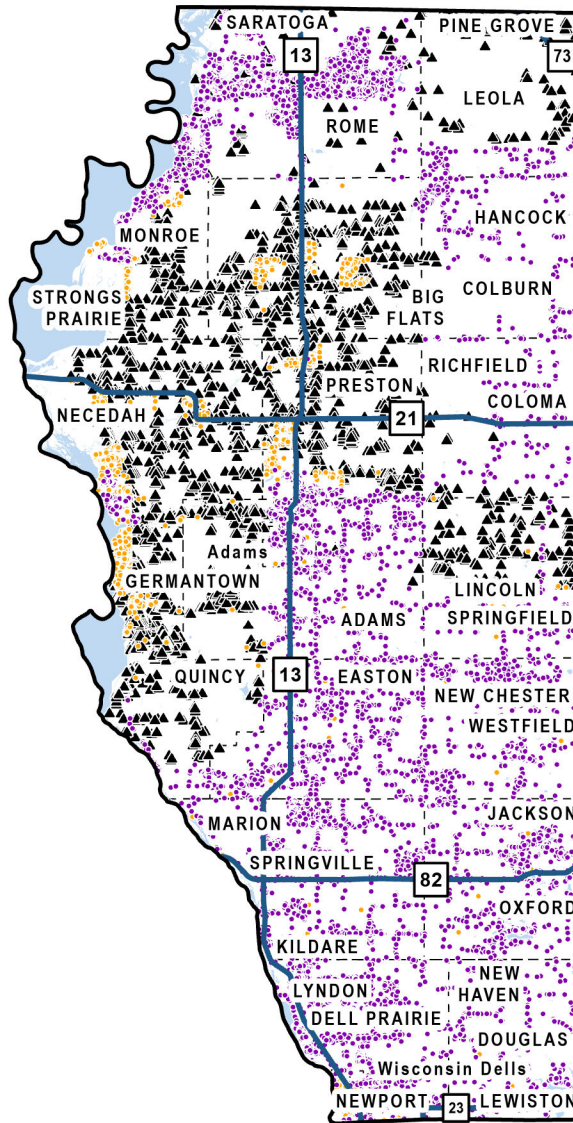 SARATOGA
PINE GROVE
13
73
LEOLA
ROME
HANCOCK
MONROE
COLBURN
STRONGS
PRAIRIE
BIG
FLATS
RICHFIELD
PRESTON
COLOMA
NECEDAH
21
Adams
GERMANTOWN
LINCOLN
ADAMS
SPRINGFIELD
QUINCY
13
EASTON
NEW CHESTER
WESTFIELD
JACKSON
MARION
SPRINGVILLE
82
OXFORD
KILDARE
NEW
HAVEN
LYNDON
DELL PRAIRIE
DOUGLAS
Wisconsin Dells
NEWPORT
23
LEWISTON